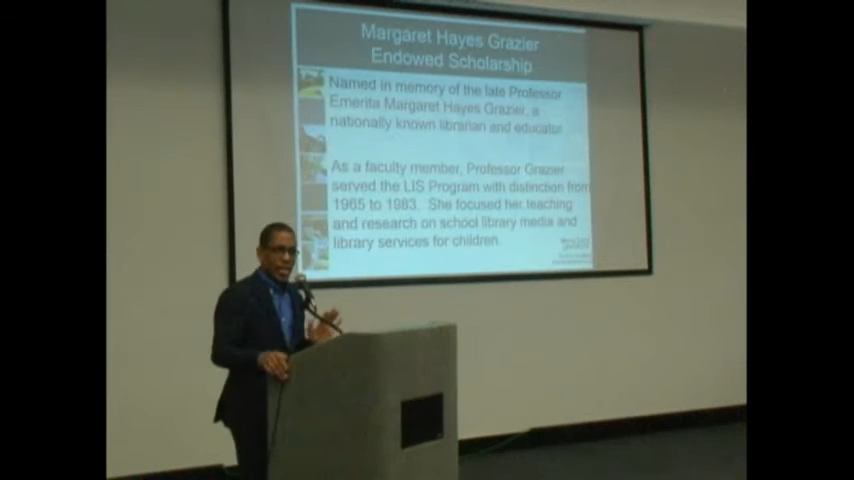 Margaret Hayes Grazier
Endowed Scholarship
Named in memory of the late Professor
Emerita Margaret Hayes Grazier, a
nationally known librarian and educator
As a faculty member, Professor Grazier
served the LIS Program with distinction from
1965 to 1983. She focused her teaching
and research on school library media and
library services for children.